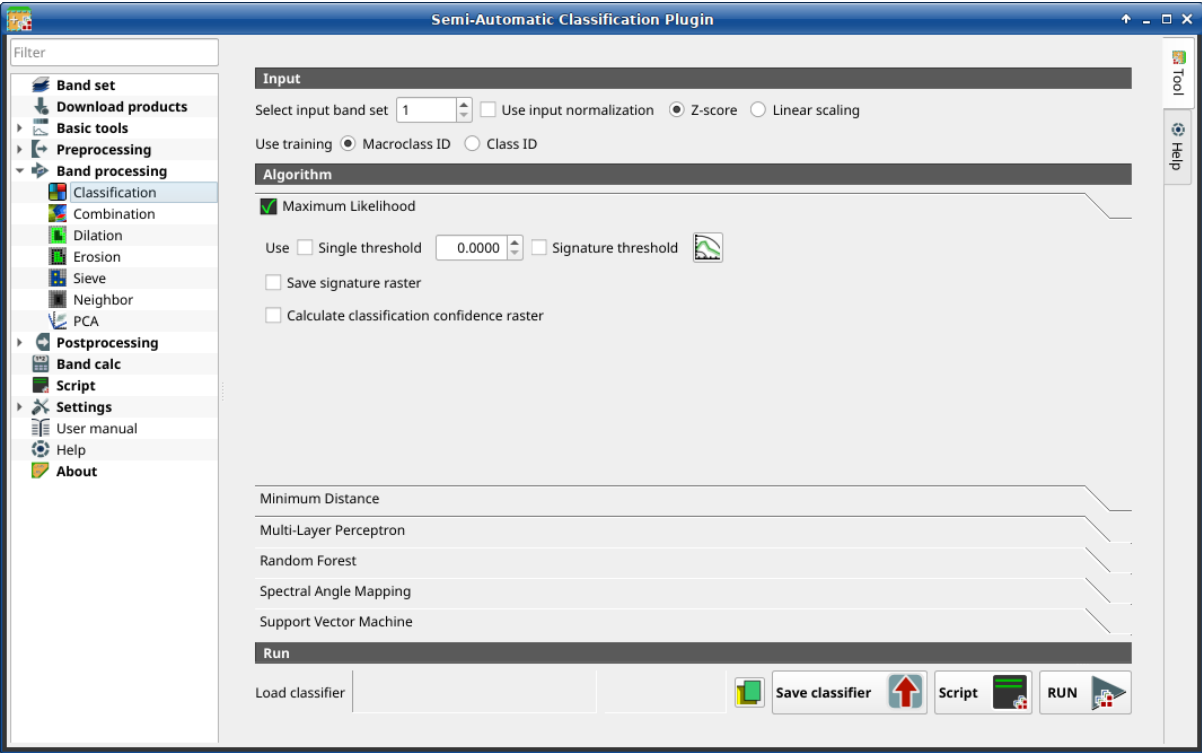 Semi-Automatic Classification Plugin
Filter
Band set
Download products
Basic tools
Preprocessing
Band processing
Classification
Combination
Dilation
Erosion
Sieve
Neighbor
PCA
Postprocessing
Band calc
Script
Settings
User manual
Help
About
Input
Select input band set 1 Use input normalization Z-score Linear scaling
Use training Macroclass ID Class ID
Algorithm
Maximum Likelihood
Use Single threshold 0.0000 Signature threshold
Save signature raster
Calculate classification confidence raster
Minimum Distance
Multi-Layer Perceptron
Random Forest
Spectral Angle Mapping
Support Vector Machine
Run
Load classifier Save classifier Script RUN
Tool
Help